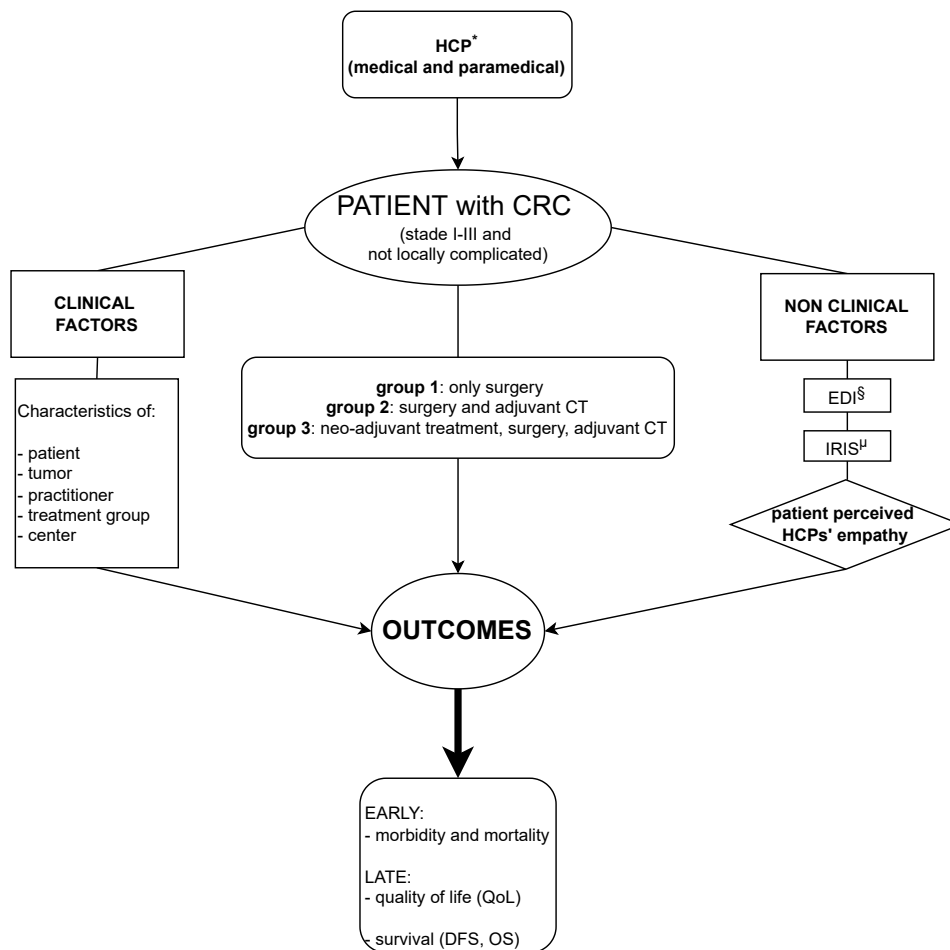 HCP*
(medical and paramedical)
PATIENT with CRC
(stade I-III and
not locally complicated)
CLINICAL
FACTORS
NON CLINICAL
FACTORS
Characteristics of:
- patient
- tumor
- practitioner
- treatment group
- center
group 1: only surgery
group 2: surgery and adjuvant CT
group 3: neo-adjuvant treatment, surgery, adjuvant CT
EDI§
IRISµ
patient perceived
HCPs' empathy
OUTCOMES
EARLY:
- morbidity and mortality
LATE:
- quality of life (QoL)
- survival (DFS, OS)